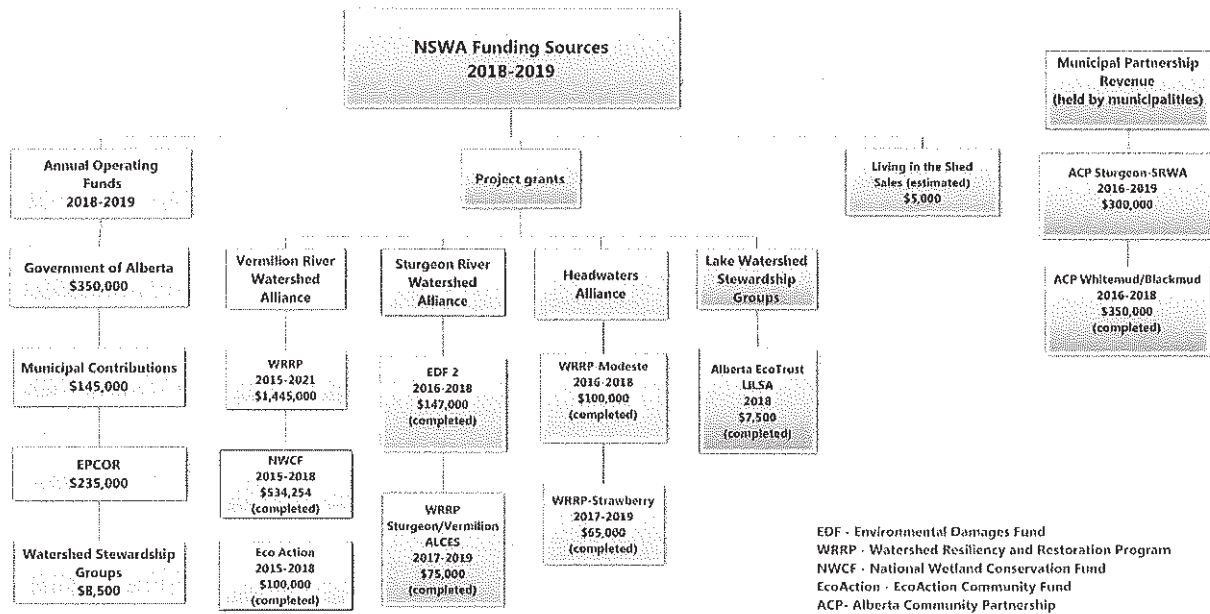 NSWA Funding Sources
2018-2019
Municipal Partnership
Revenue
(held by municipalities)
Annual Operating
Funds
2018-2019
Project grants
Living in the Shed
Sales (estimated)
$5,000
ACP Sturgeon-SRWA
2016-2019
$300,000
Government of Alberta
$350,000
Vermilion River
Watershed
Alliance
Sturgeon River
Watershed
Alliance
Headwaters
Alliance
Lake Watershed
Stewardship
Groups
ACP Whitemud/Blackmud
2016-2018
$350,000
(completed)
Municipal Contributions
$145,000
WRRP
2015-2021
$1,445,000
EDF 2
2016-2018
$147,000
(completed)
WRRP-Modeste
2016-2018
$100,000
(completed)
Alberta EcoTrust
LILSA
2018
$7,500
(completed)
EPCOR
$235,000
NWCF
2015-2018
$534,254
(completed)
WRRP
Sturgeon/Vermilion
ALCES
2017-2019
$75,000
(completed)
WRRP-Strawberry
2017-2019
$65,000
(completed)
Watershed Stewardship
Groups
$8,500
Eco Action
2015-2018
$100,000
(completed)
EDF - Environmental Damages Fund
WRRP - Watershed Resiliency and Restoration Program
NWCF - National Wetland Conservation Fund
EcoAction - EcoAction Community Fund
ACP- Alberta Community Partnership